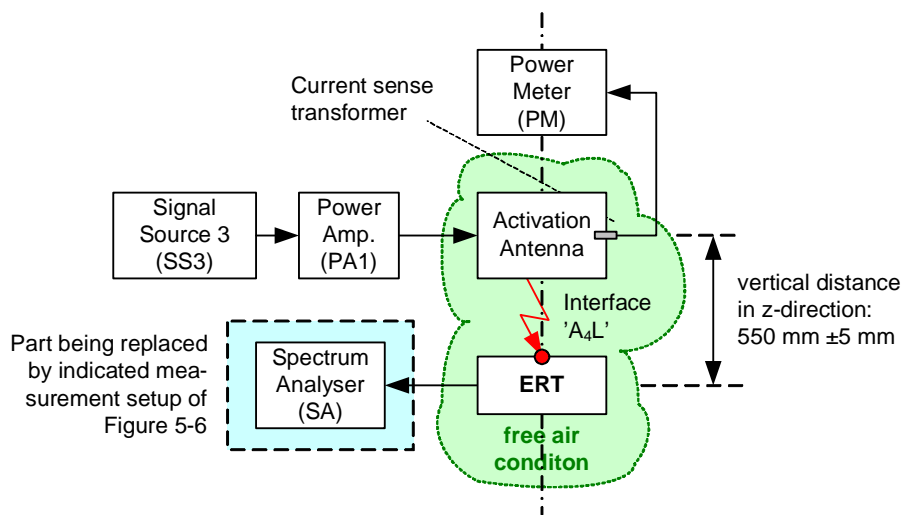 Current sense
transformer
Power
Meter
(PM)
Signal
Source 3
(SS3)
Power
Amp.
(PA1)
Activation
Antenna
Interface
'A₄L'
vertical distance
in z-direction:
550 mm ±5 mm
Part being replaced
by indicated mea-
surement setup of
Figure 5-6
Spectrum
Analyser
(SA)
ERT
free air
conditon